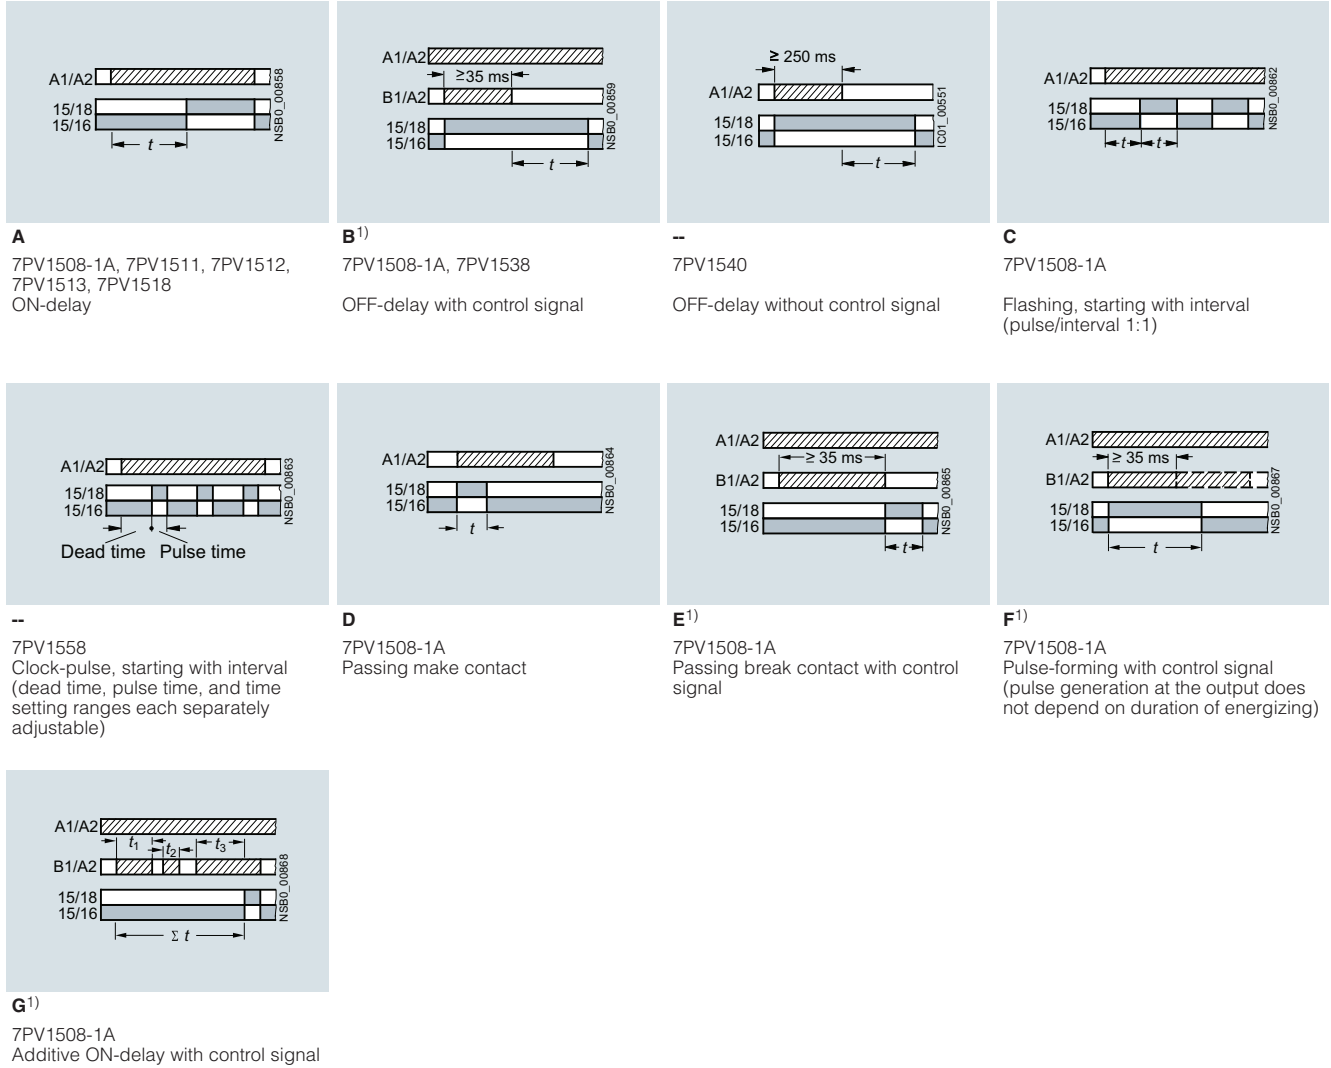 A1/A2
15/18
15/16
t
NSB0_00858
A
7PV1508-1A, 7PV1511, 7PV1512,
7PV1513, 7PV1518
ON-delay
A1/A2
≥35 ms
B1/A2
15/18
15/16
t
NSB0_00859
B1)
7PV1508-1A, 7PV1538
OFF-delay with control signal
≥ 250 ms
A1/A2
15/18
15/16
t
IC01_00551
--
7PV1540
OFF-delay without control signal
A1/A2
15/18
15/16
t t
NSB0_00862
C
7PV1508-1A
Flashing, starting with interval
(pulse/interval 1:1)
A1/A2
15/18
15/16
Dead time Pulse time
NSB0_00863
--
7PV1558
Clock-pulse, starting with interval
(dead time, pulse time, and time
setting ranges each separately
adjustable)
A1/A2
15/18
15/16
t
NSB0_00864
D
7PV1508-1A
Passing make contact
A1/A2
≥ 35 ms
B1/A2
15/18
15/16
t
NSB0_00865
E1)
7PV1508-1A
Passing break contact with control
signal
A1/A2
≥ 35 ms
B1/A2
15/18
15/16
t
NSB0_00867
F1)
7PV1508-1A
Pulse-forming with control signal
(pulse generation at the output does
not depend on duration of energizing)
A1/A2
t1 t2 t3
B1/A2
15/18
15/16
Σ t
NSB0_00868
G1)
7PV1508-1A
Additive ON-delay with control signal